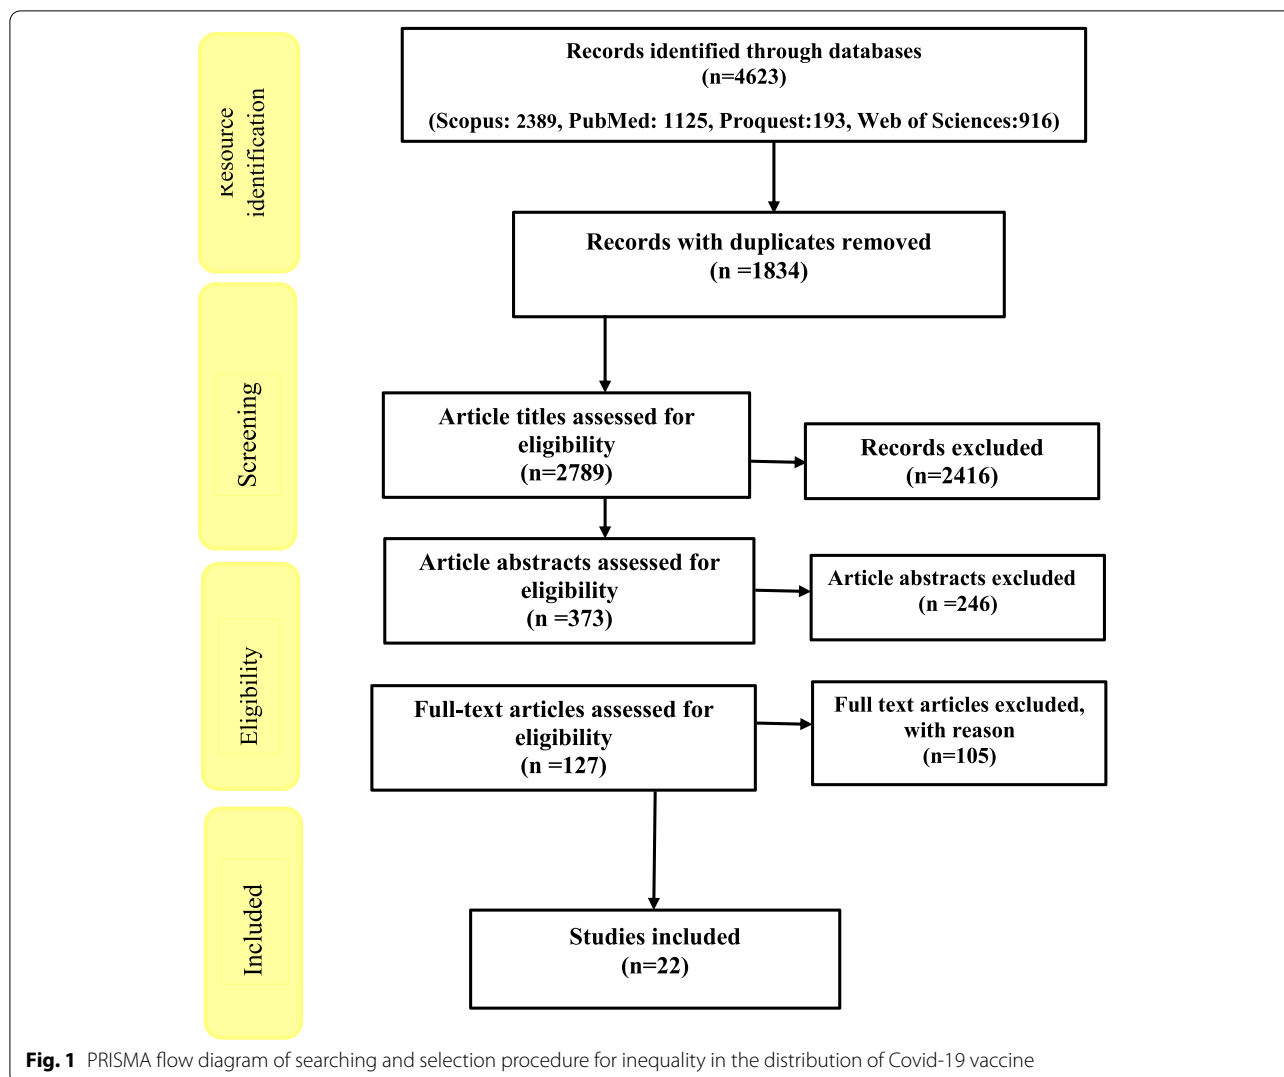 Resource
identification
Records identified through databases
(n=4623)
(Scopus: 2389, PubMed: 1125, Proquest:193, Web of Sciences:916)
Records with duplicates removed
(n =1834)
Screening
Article titles assessed for
eligibility
(n=2789)
Records excluded
(n=2416)
Article abstracts assessed for
eligibility
(n =373)
Article abstracts excluded
(n =246)
Eligibility
Full-text articles assessed for
eligibility
(n =127)
Full text articles excluded,
with reason
(n=105)
Included
Studies included
(n=22)
Fig. 1 PRISMA flow diagram of searching and selection procedure for inequality in the distribution of Covid-19 vaccine